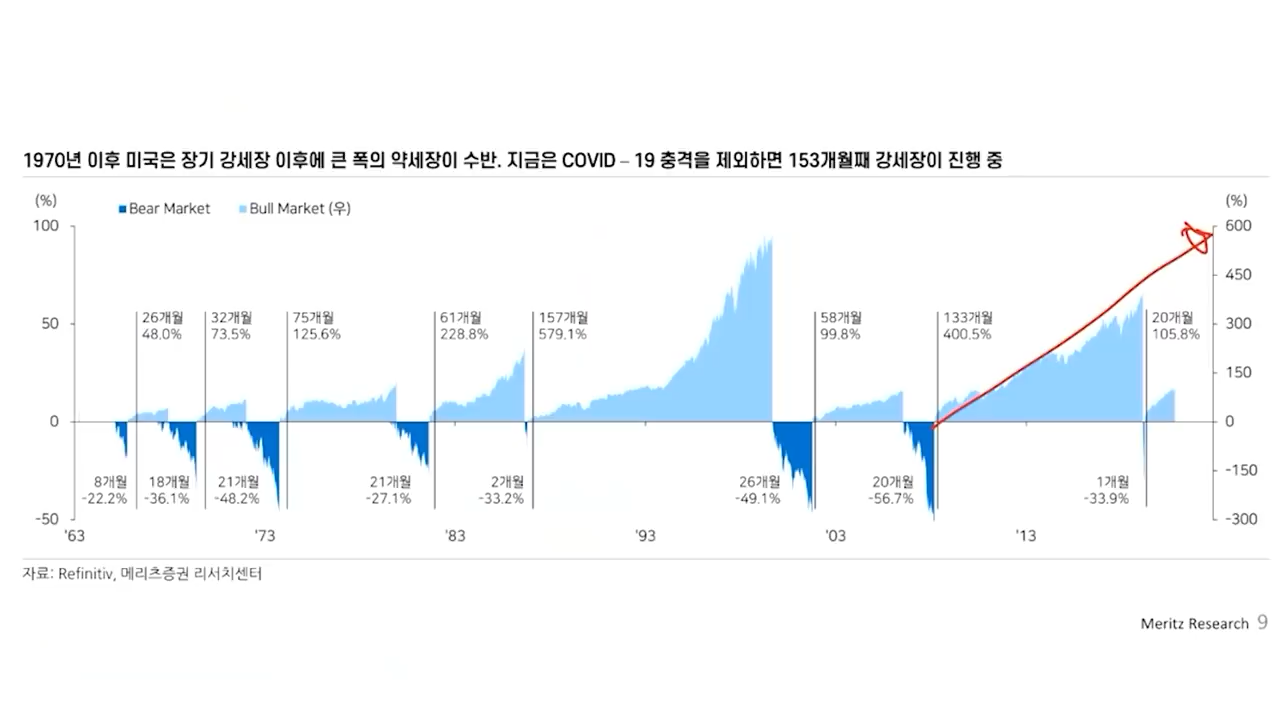 1970년 이후 미국은 장기 강세장 이후에 큰 폭의 약세장이 수반. 지금은 COVID – 19 충격을 제외하면 153개월째 강세장이 진행 중
(%)
Bear Market
Bull Market (우)
(%)
100
50
0
-50
600
450
300
150
0
-150
-300
26개월
48.0%
32개월
73.5%
75개월
125.6%
61개월
228.8%
157개월
579.1%
58개월
99.8%
133개월
400.5%
20개월
105.8%
8개월
-22.2%
18개월
-36.1%
21개월
-48.2%
21개월
-27.1%
2개월
-33.2%
26개월
-49.1%
20개월
-56.7%
1개월
-33.9%
'63
'73
'83
'93
'03
'13
자료: Refinitiv, 메리츠증권 리서치센터
Meritz Research 9